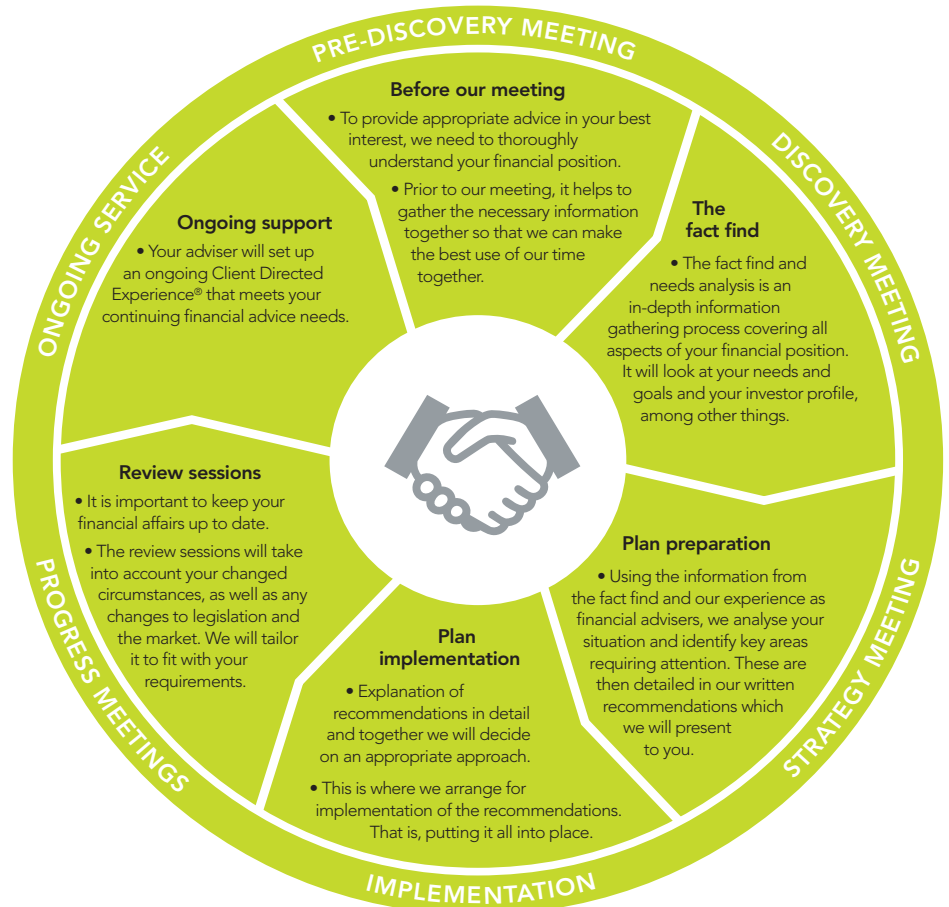 PRE-DISCOVERY MEETING
Before our meeting
• To provide appropriate advice in your best
interest, we need to thoroughly
understand your financial position.
• Prior to our meeting, it helps to
gather the necessary information
together so that we can make
the best use of our time
together.
DISCOVERY MEETING
The
fact find
• The fact find and
needs analysis is an
in-depth information
gathering process covering all
aspects of your financial position.
It will look at your needs and
goals and your investor profile,
among other things.
STRATEGY MEETING
Plan preparation
• Using the information from
the fact find and our experience as
financial advisers, we analyse your
situation and identify key areas
requiring attention. These are
then detailed in our written
recommendations which
we will present
to you.
IMPLEMENTATION
Plan
implementation
• Explanation of
recommendations in detail
and together we will decide
on an appropriate approach.
• This is where we arrange for
implementation of the recommendations.
That is, putting it all into place.
PROGRESS MEETINGS
Review sessions
• It is important to keep your
financial affairs up to date.
• The review sessions will take
into account your changed
circumstances, as well as any
changes to legislation and
the market. We will tailor
it to fit with your
requirements.
ONGOING SERVICE
Ongoing support
• Your adviser will set up
an ongoing Client Directed
Experience® that meets your
continuing financial advice needs.